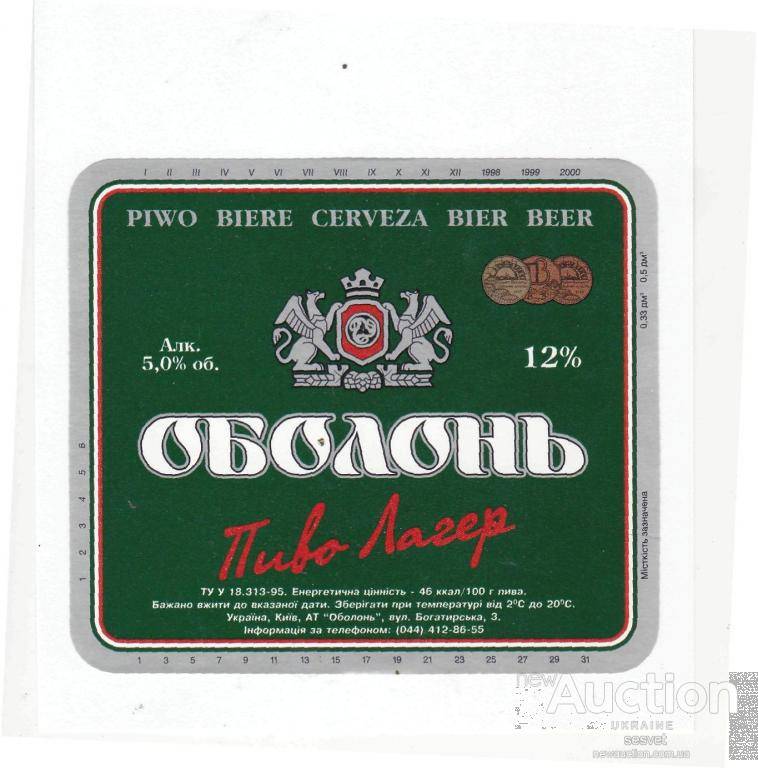 I II III IV V VI VII VIII IX X XI XII 1998 1999 2000
PIWO BIERE CERVEZA BIER BEER
0,33 дм³ 0,5 дм³
Алк.
5,0% об.
12%
ОБОЛОНЬ
Пиво Лагер
1 2 3 4 5 6
Місткість зазначена
ТУ У 18.313-95. Енергетична цінність - 46 ккал/100 г пива.
Бажано вжити до вказаної дати. Зберігати при температурі від 2⁰С до 20⁰С.
Україна, Київ, АТ "Оболонь", вул. Богатирська, 3.
Інформація за телефоном: (044) 412-86-55
1 3 5 7 9 11 13 15 17 19 21 23 25 27 29 31
newAuction
UKRAINE
sesvet
newauction.com.ua